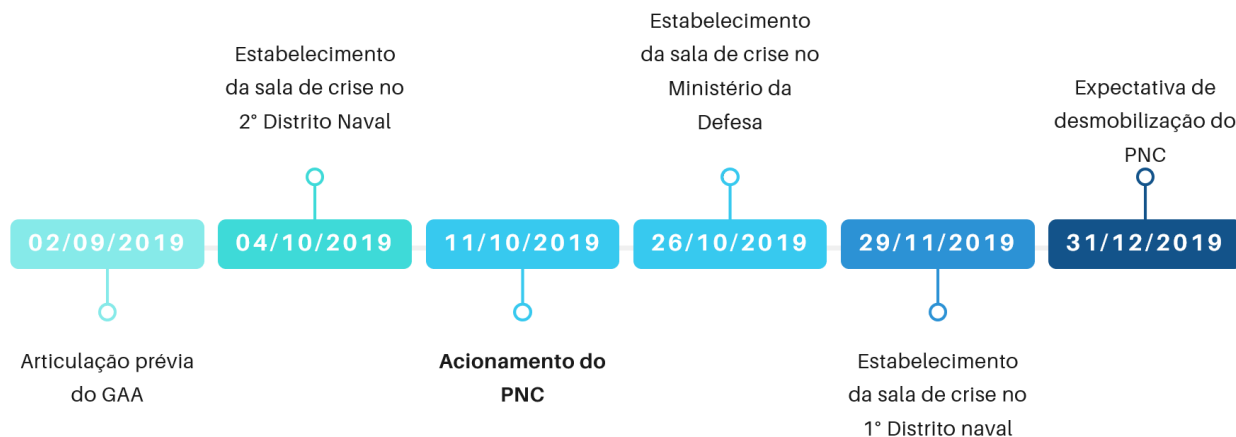 Estabelecimento
da sala de crise no
2° Distrito Naval
Estabelecimento
da sala de crise no
Ministério da
Defesa
Expectativa de
desmobilização do
PNC
02/09/2019
04/10/2019
11/10/2019
26/10/2019
29/11/2019
31/12/2019
Articulação prévia
do GAA
Acionamento do
PNC
Estabelecimento
da sala de crise no
1° Distrito naval